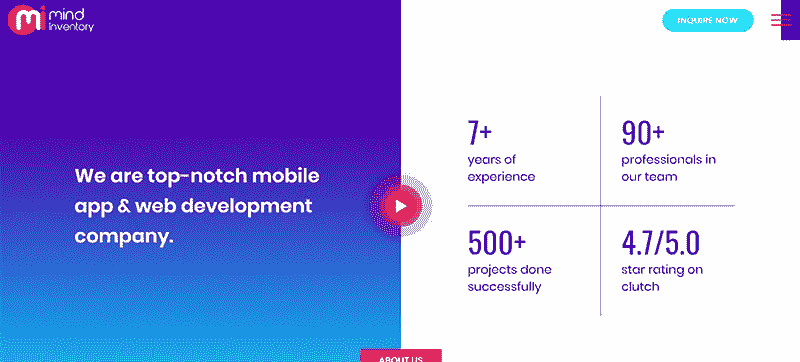 mind
inventory
INQUIRE NOW
We are top-notch mobile
app & web development
company.
7+
years of
experience
90+
professionals in
our team
500+
projects done
successfully
4.7/5.0
star rating on
clutch
ABOUT US